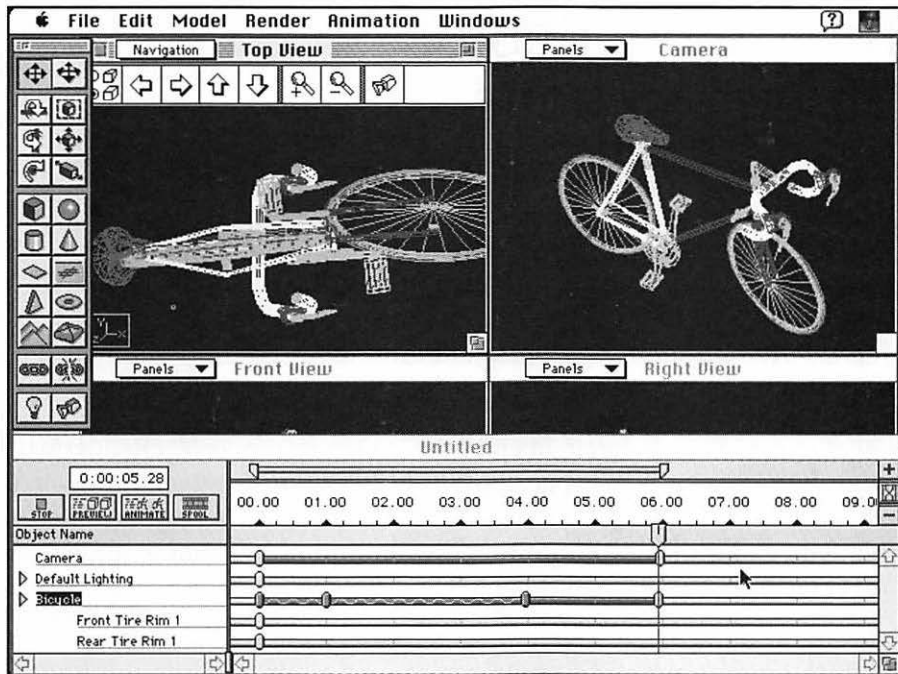 File Edit Model Render Animation Windows
Navigation Top View
Panels Camera
Panels Front View
Panels Right View
Untitled
0:00:05.28
STOP PREVIEW ANIMATE SPOOL
00.00 01.00 02.00 03.00 04.00 05.00 06.00 07.00 08.00 09.0
Object Name
Camera
Default Lighting
Bicycle
Front Tire Rim 1
Rear Tire Rim 1